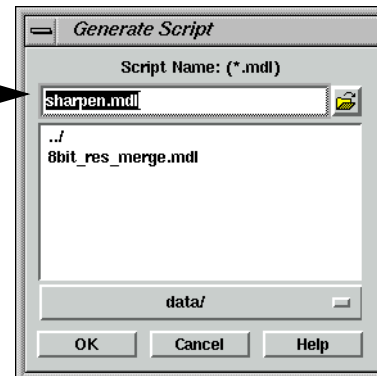 Generate Script
Script Name: (*.mdl)
sharpen.mdl
../
8bit_res_merge.mdl
data/
OK Cancel Help